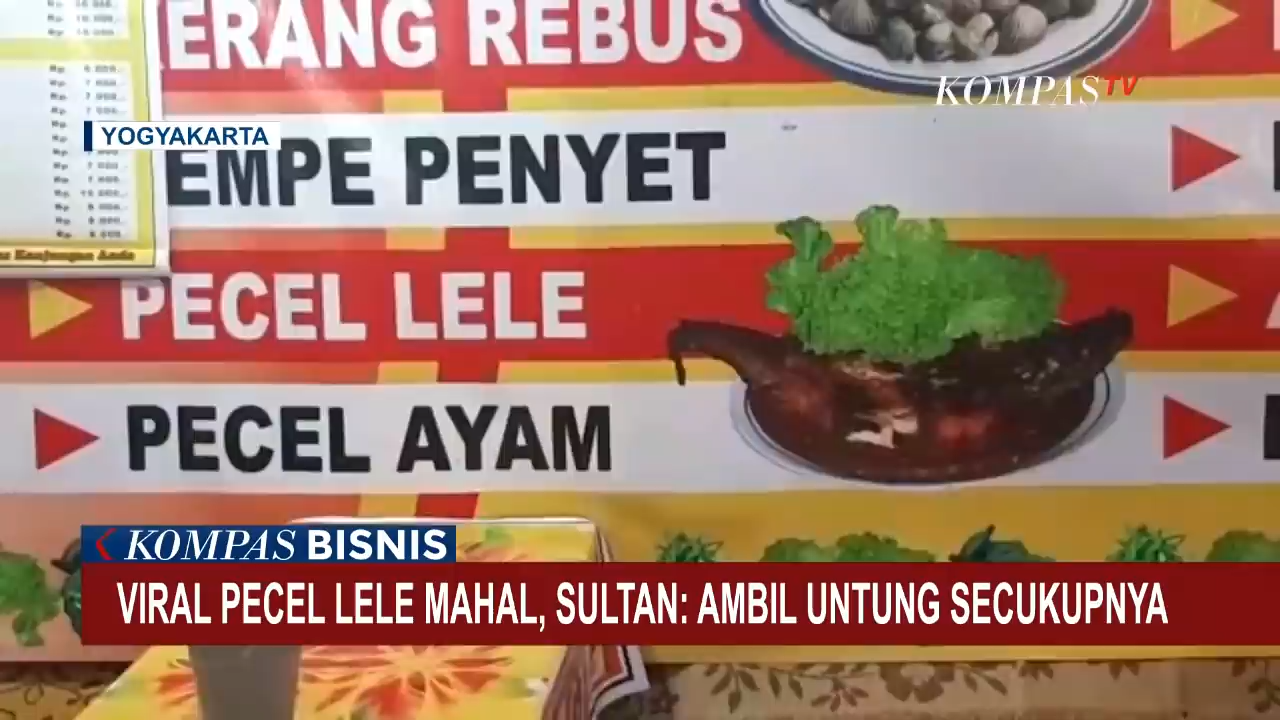 ERANG REBUS
KOMPASTV
YOGYAKARTA
EMPE PENYET
PECEL LELE
PECEL AYAM
KOMPAS BISNIS
VIRAL PECEL LELE MAHAL, SULTAN: AMBIL UNTUNG SECUKUPNYA